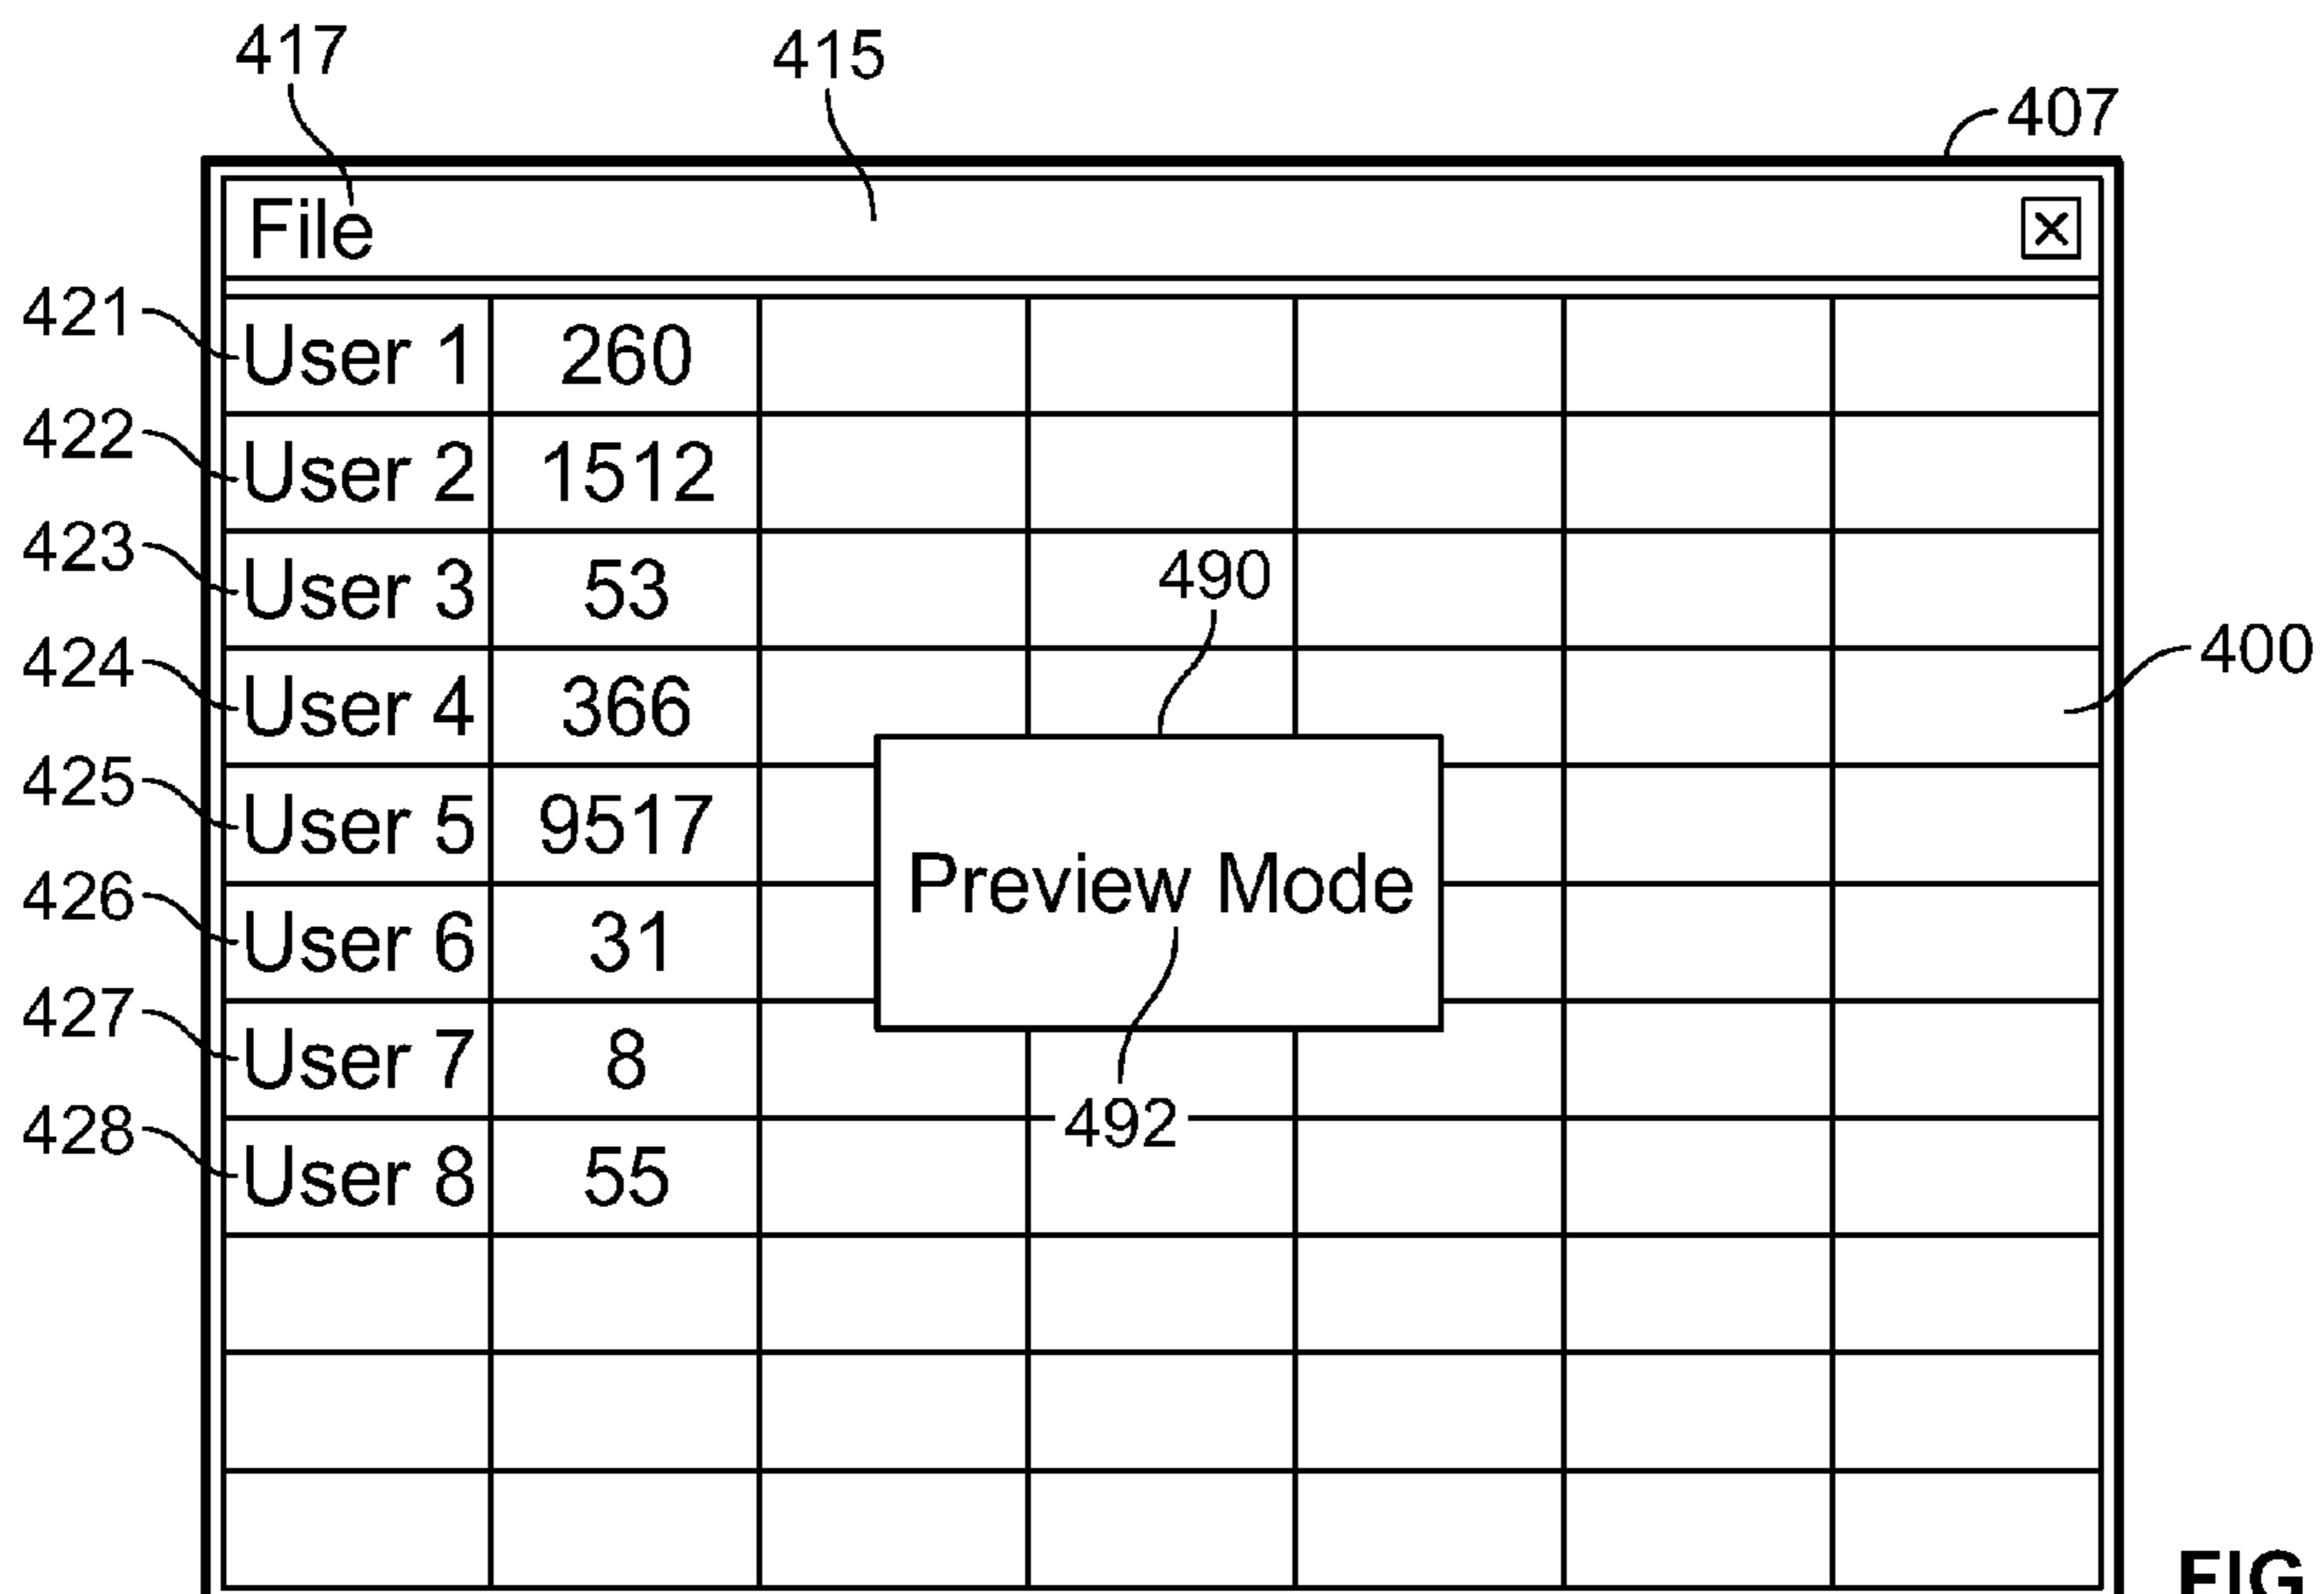 417 415
407
File
421 User 1 260
422 User 2 1512
423 User 3 53
490
424 User 4 366
400
425 User 5 9517
Preview Mode
426 User 6 31
427 User 7 8
492
428 User 8 55
FIG